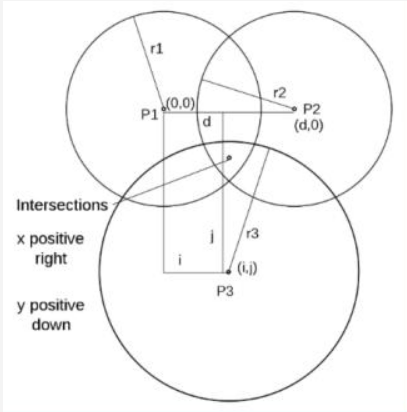 r1
r2
(0,0)
P1
P2
d
(d,0)
Intersections
x positive
right
j
r3
i
(i,j)
P3
y positive
down